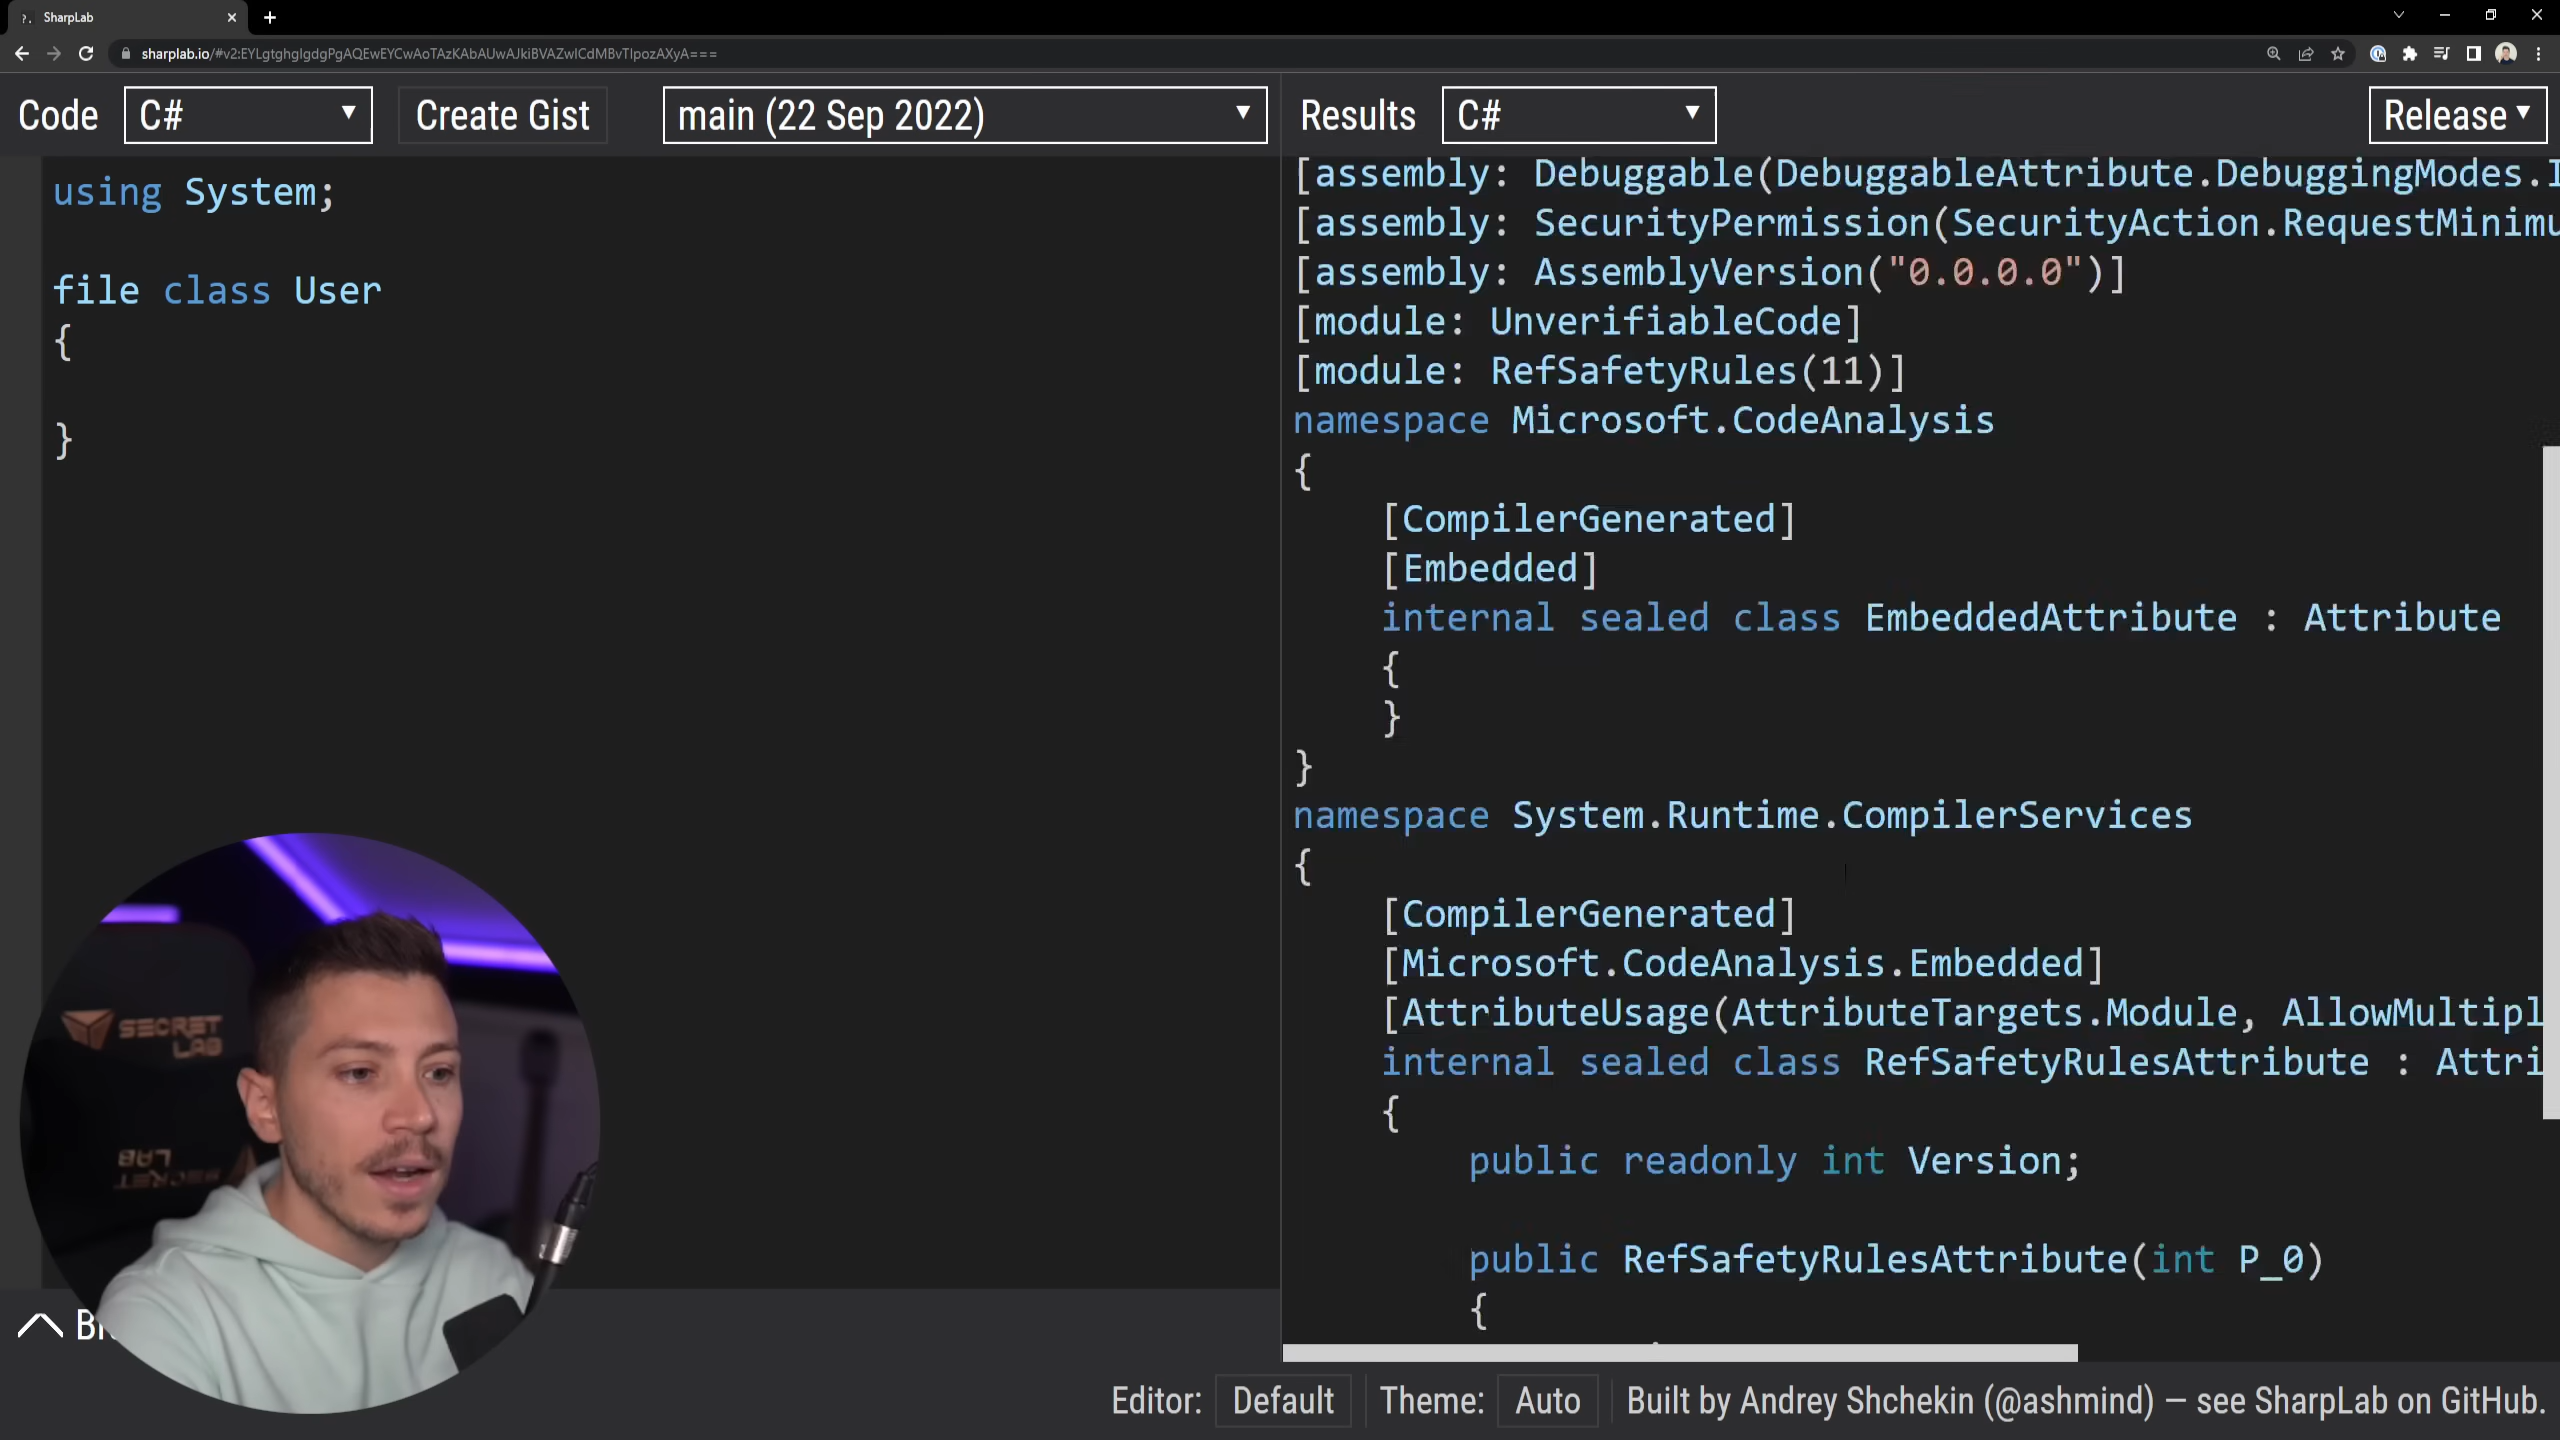 SharpLab
sharplab.io/#v2:EYLgtghglgdgPgAQEwEYCwAoTAzKAbAUwAJkiBVAZwlCdMBvTIpozAXyA===
Code
C#
Create Gist
main (22 Sep 2022)
Results
C#
Release
using System;
file class User
{
}
[assembly: Debuggable(DebuggableAttribute.DebuggingModes.I
[assembly: SecurityPermission(SecurityAction.RequestMinimu
[assembly: AssemblyVersion("0.0.0.0")]
[module: UnverifiableCode]
[module: RefSafetyRules(11)]
namespace Microsoft.CodeAnalysis
{
[CompilerGenerated]
[Embedded]
internal sealed class EmbeddedAttribute : Attribute
{
}
}
namespace System.Runtime.CompilerServices
{
[CompilerGenerated]
[Microsoft.CodeAnalysis.Embedded]
[AttributeUsage(AttributeTargets.Module, AllowMultipl
internal sealed class RefSafetyRulesAttribute : Attri
{
public readonly int Version;
public RefSafetyRulesAttribute(int P_0)
{
SECRET
LAB
Editor:
Default
Theme:
Auto
Built by Andrey Shchekin (@ashmind) — see SharpLab on GitHub.